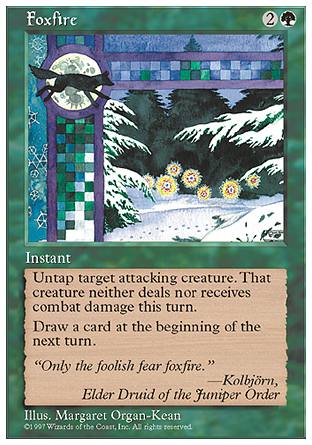 Foxfire 2
Instant
Untap target attacking creature. That
creature neither deals nor receives
combat damage this turn.
Draw a card at the beginning of the
next turn.
“Only the foolish fear foxfire.”
—Kolbjörn,
Elder Druid of the Juniper Order
Illus. Margaret Organ-Kean
©1997 Wizards of the Coast, Inc. All rights reserved.